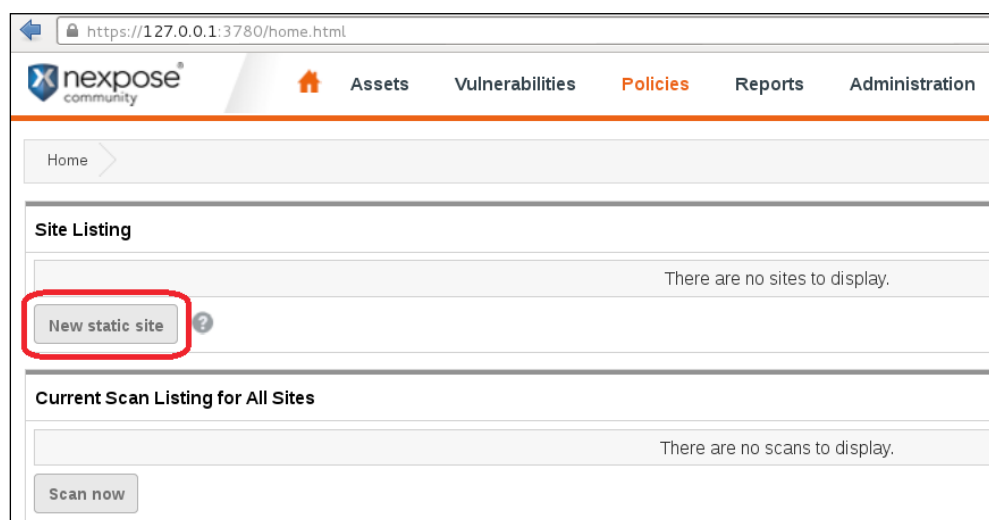 https://127.0.0.1:3780/home.html
nexpose®
community
Assets Vulnerabilities Policies Reports Administration
Home
Site Listing
There are no sites to display.
New static site ?
Current Scan Listing for All Sites
There are no scans to display.
Scan now